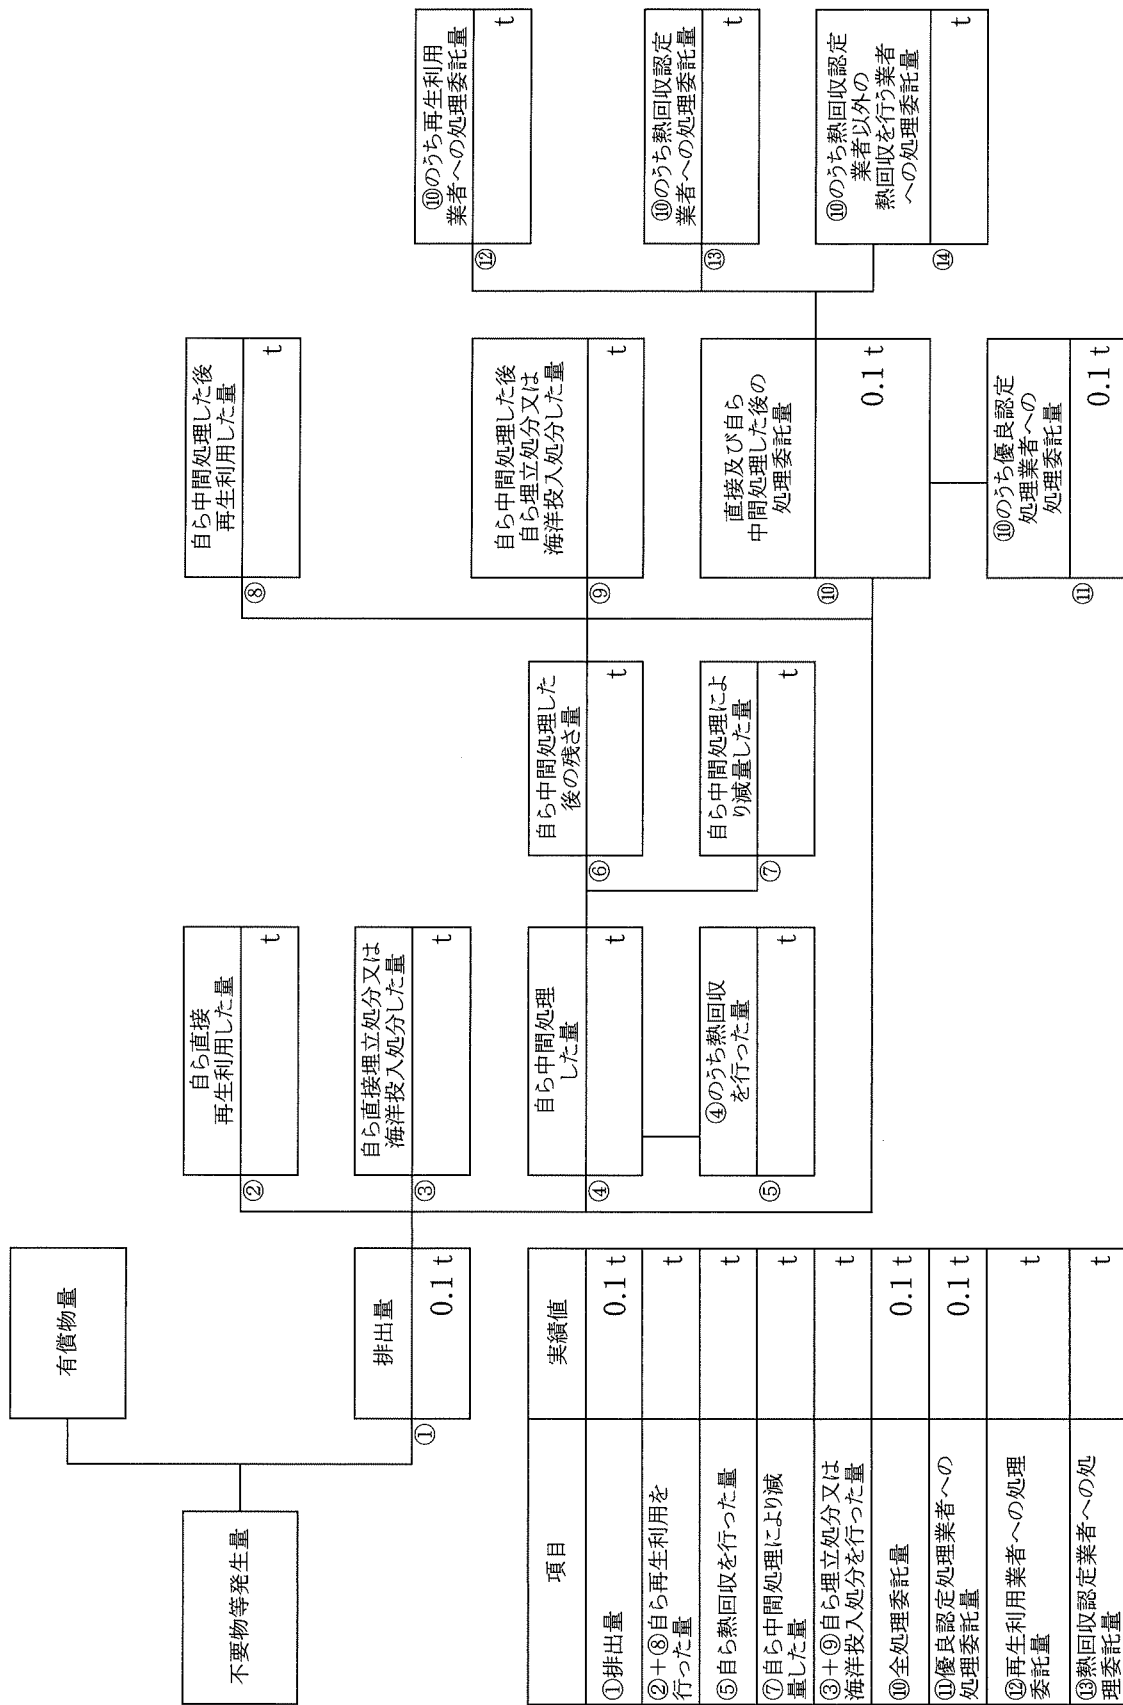 不要物等発生量
有償物量
排出量
①
0.1 t
自ら直接
再生利用した量
②
t
自ら直接埋立処分又は
海洋投入処分した量
③
t
自ら中間処理
した量
④
t
④のうち熱回収
を行った量
⑤
t
自ら中間処理した
後の残さ量
⑥
t
自ら中間処理によ
り減量した量
⑦
t
自ら中間処理した後
再生利用した量
⑧
t
自ら中間処理した後
自ら埋立処分又は
海洋投入処分した量
⑨
t
直接及び自ら
中間処理した後の
処理委託量
⑩
0.1 t
⑩のうち優良認定
処理業者への
処理委託量
⑪
0.1 t
⑩のうち再生利用
業者への処理委託量
⑫
t
⑩のうち熱回収認定
業者への処理委託量
⑬
t
⑩のうち熱回収認定
業者以外の
熱回収を行う業者
への処理委託量
⑭
t
項目 実績値
①排出量 0.1 t
②+⑧自ら再生利用を
行った量 t
⑤自ら熱回収を行った量 t
⑦自ら中間処理により減
量した量 t
③+⑨自ら埋立処分又は
海洋投入処分を行った量 t
⑩全処理委託量 0.1 t
⑪優良認定処理業者への
処理委託量 0.1 t
⑫再生利用業者への処理
委託量 t
⑬熱回収認定業者への処
理委託量 t